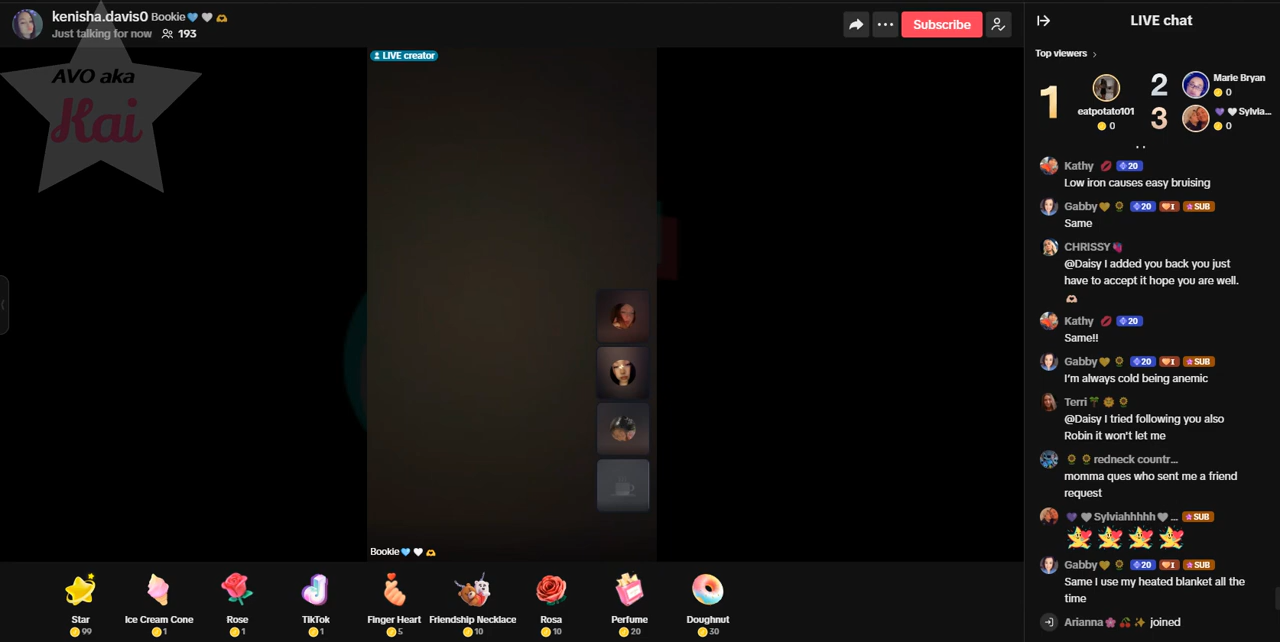 kenisha.davis0 Bookie💙🤍🫶
Just talking for now 193
Subscribe
AVO aka
Kai
LIVE creator
Bookie💙🤍🫶
Star
99
Ice Cream Cone
1
Rose
1
TikTok
1
Finger Heart
5
Friendship Necklace
10
Rosa
10
Perfume
20
Doughnut
30
LIVE chat
Top viewers
1
eatpotato101
0
2
Marie Bryan
0
3
💜🤍Sylvia...
0
Kathy 💋 20
Low iron causes easy bruising
Gabby💛🌻 20 I SUB
Same
CHRISSY
@Daisy I added you back you just
have to accept it hope you are well.
🫶🏼
Kathy 💋 20
Same!!
Gabby💛🌻 20 I SUB
I'm always cold being anemic
Terri🌱🌞🌻
@Daisy I tried following you also
Robin it won't let me
🌻🌻redneck countr...
momma ques who sent me a friend
request
💜🤍Sylviahhhhh🤍... SUB
Gabby💛🌻 20 I SUB
Same I use my heated blanket all the
time
Arianna🌸🍒✨ joined